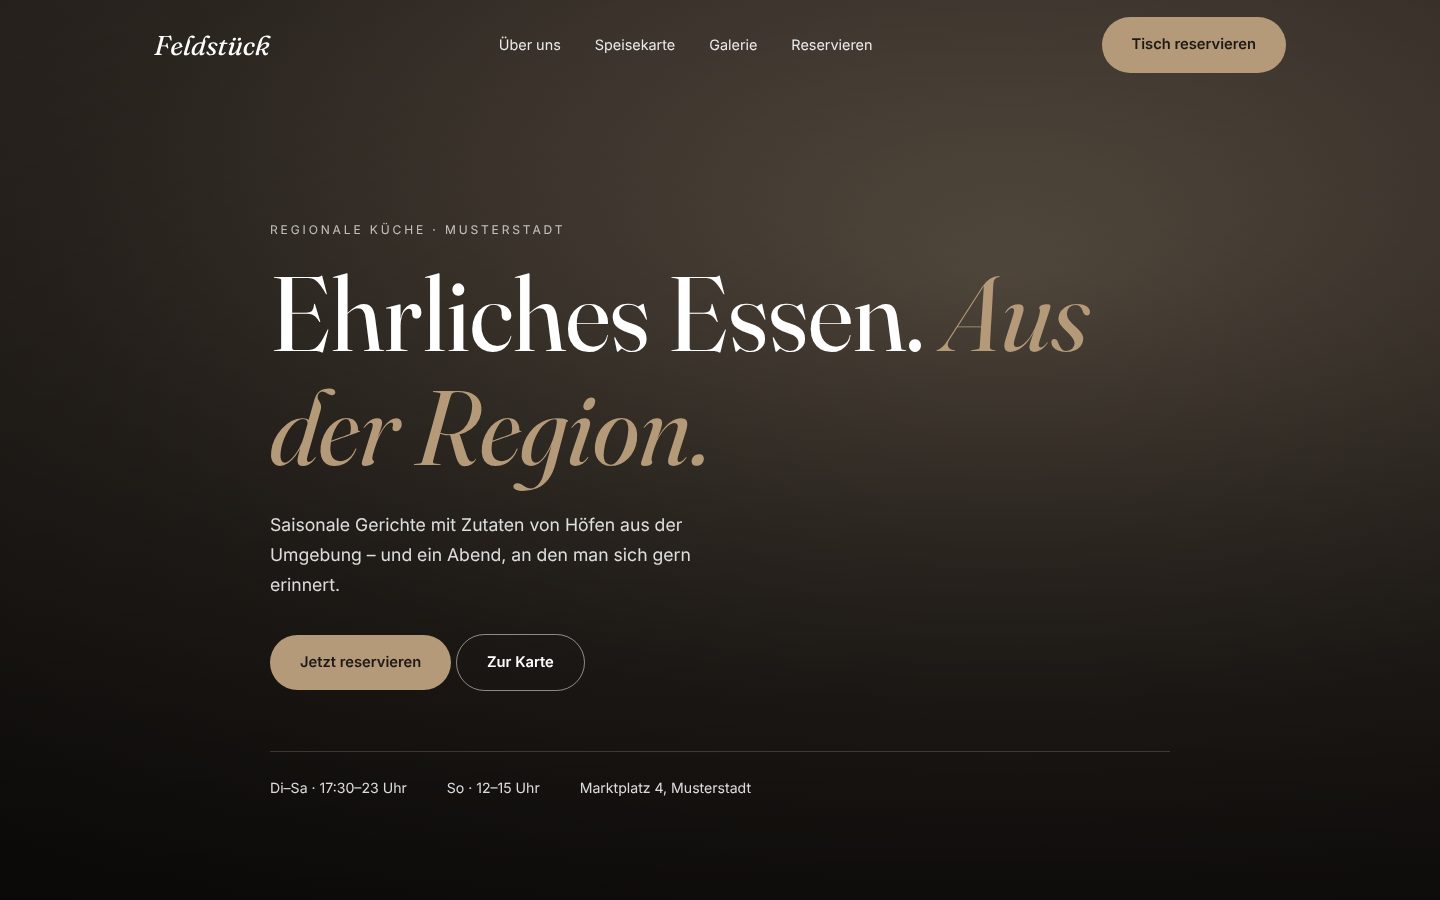 Feldstück
Über uns
Speisekarte
Galerie
Reservieren
Tisch reservieren
REGIONALE KÜCHE · MUSTERSTADT
Ehrliches Essen. Aus
der Region.
Saisonale Gerichte mit Zutaten von Höfen aus der
Umgebung – und ein Abend, an den man sich gern
erinnert.
Jetzt reservieren
Zur Karte
Di–Sa · 17:30–23 Uhr
So · 12–15 Uhr
Marktplatz 4, Musterstadt